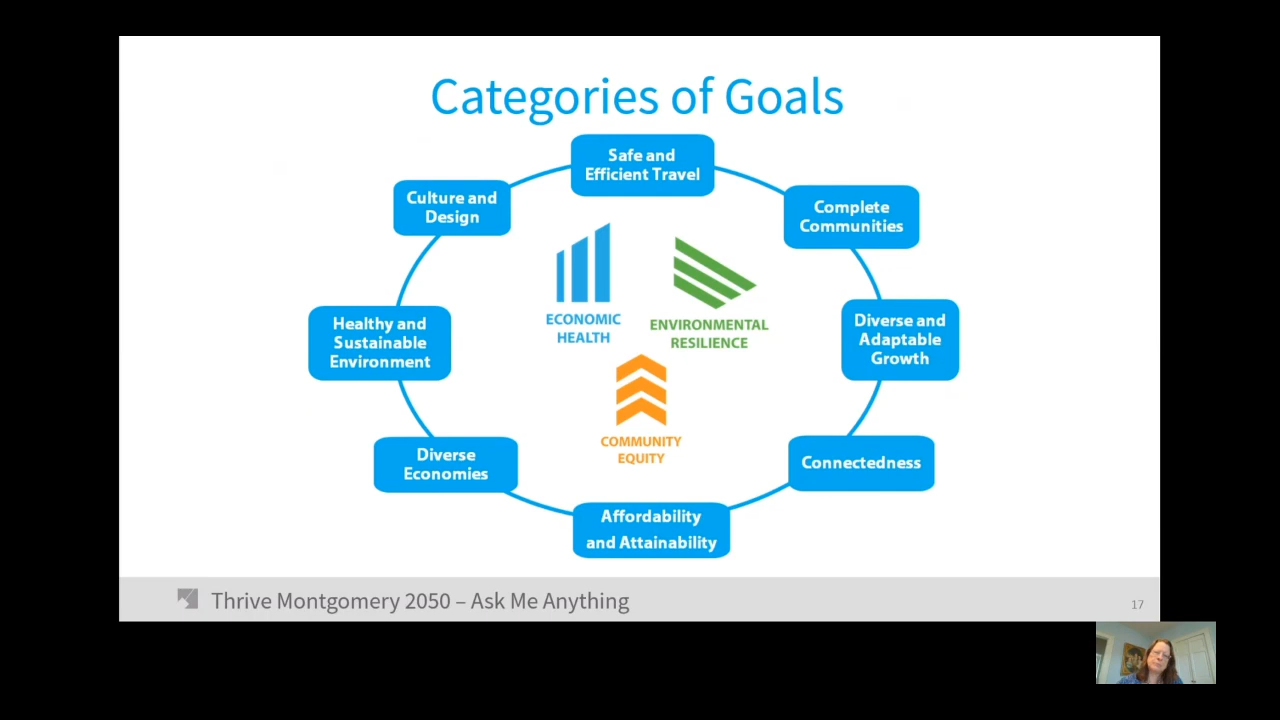 Categories of Goals
Safe and
Efficient Travel
Culture and
Design
Complete
Communities
ECONOMIC
HEALTH
ENVIRONMENTAL
RESILIENCE
Healthy and
Sustainable
Environment
Diverse and
Adaptable
Growth
COMMUNITY
EQUITY
Diverse
Economies
Connectedness
Affordability
and Attainability
Thrive Montgomery 2050 – Ask Me Anything
17